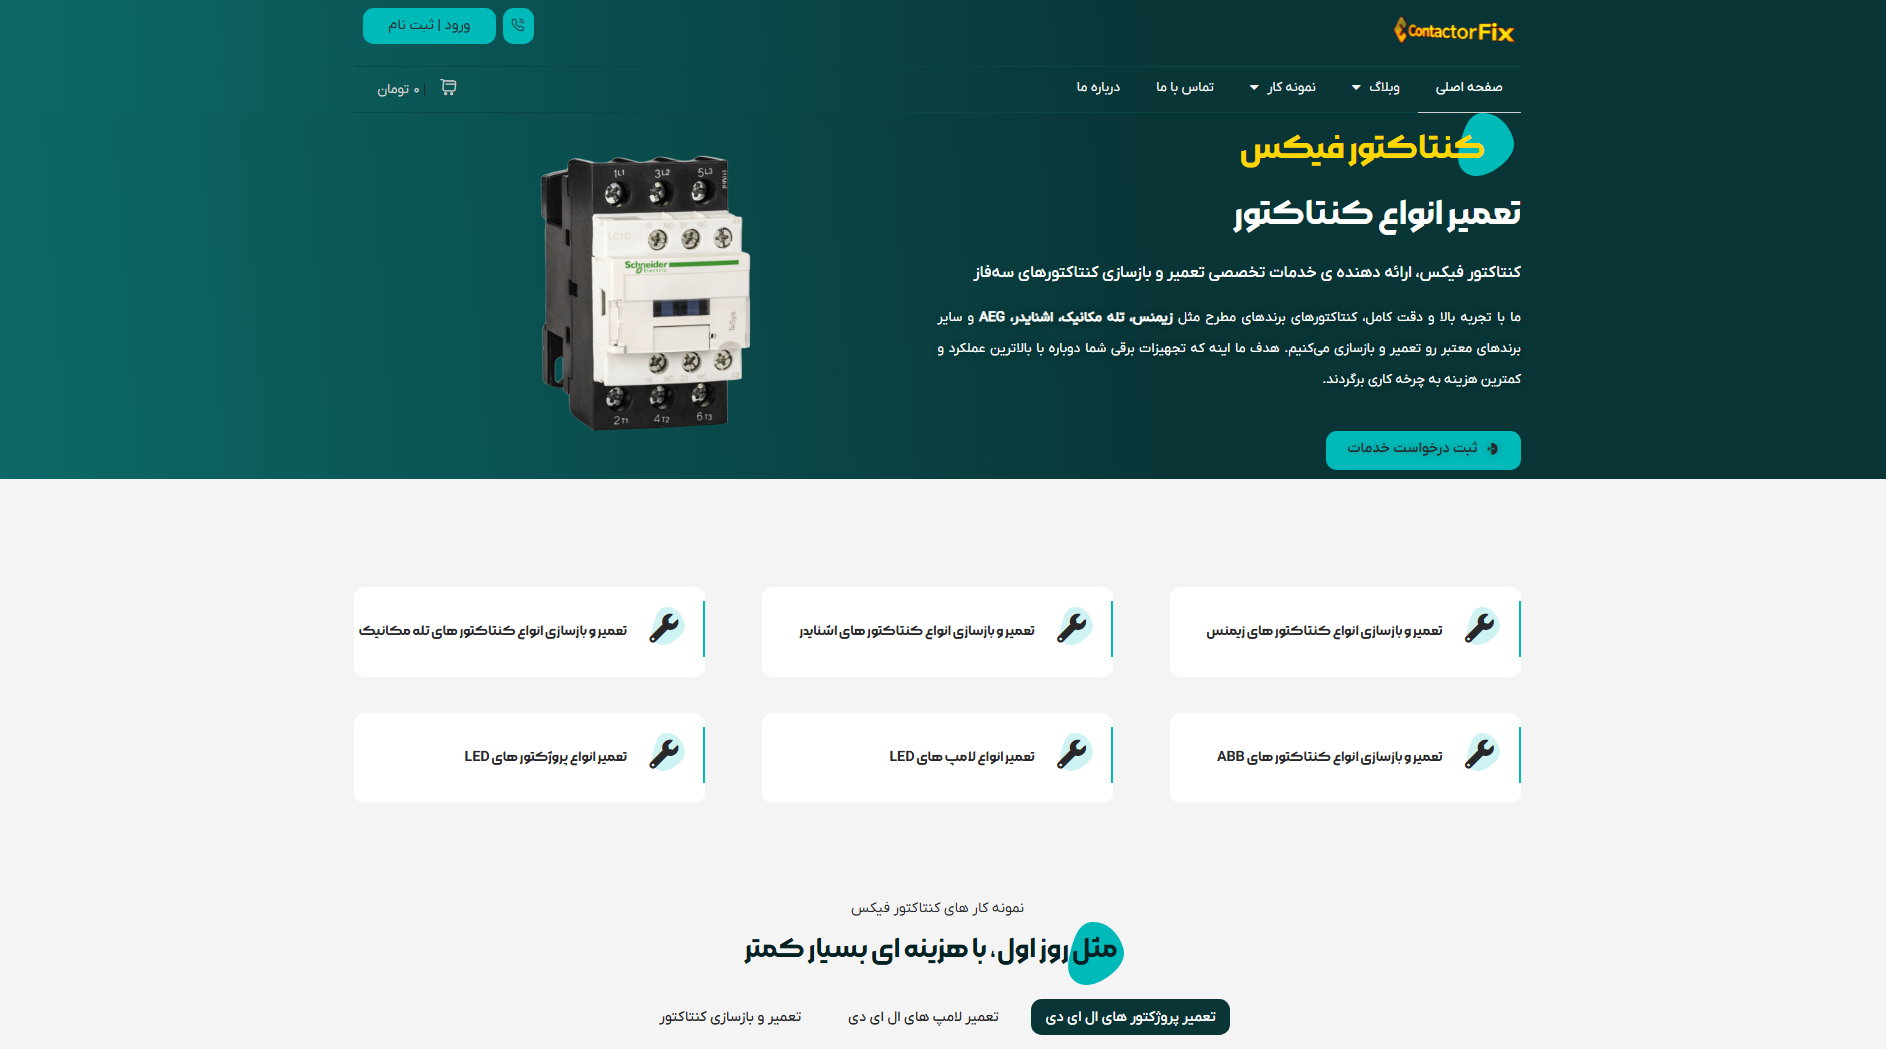 ContactorFix
ورود | ثبت نام
صفحه اصلی
وبلاگ
نمونه کار
تماس با ما
درباره ما
| ۰ تومان
کنتاکتور فیکس
تعمیر انواع کنتاکتور
کنتاکتور فیکس، ارائه دهنده ی خدمات تخصصی تعمیر و بازسازی کنتاکتورهای سه‌فاز
ما با تجربه بالا و دقت کامل، کنتاکتورهای برندهای مطرح مثل زیمنس، تله مکانیک، اشنایدر، AEG و سایر
برندهای معتبر رو تعمیر و بازسازی می‌کنیم. هدف ما اینه که تجهیزات برقی شما دوباره با بالاترین عملکرد و
کمترین هزینه به چرخه کاری برگردند.
ثبت درخواست خدمات
1L1 3L2 5L3
LC1D
Schneider
Electric
TeSys
2T1 4T2 6T3
تعمیر و بازسازی انواع کنتاکتور های زیمنس
تعمیر و بازسازی انواع کنتاکتور های اشنایدر
تعمیر و بازسازی انواع کنتاکتور های تله مکانیک
تعمیر و بازسازی انواع کنتاکتور های ABB
تعمیر انواع لامپ های LED
تعمیر انواع پروژکتور های LED
نمونه کار های کنتاکتور فیکس
مثل روز اول، با هزینه ای بسیار کمتر
تعمیر پروژکتور های ال ای دی
تعمیر لامپ های ال ای دی
تعمیر و بازسازی کنتاکتور